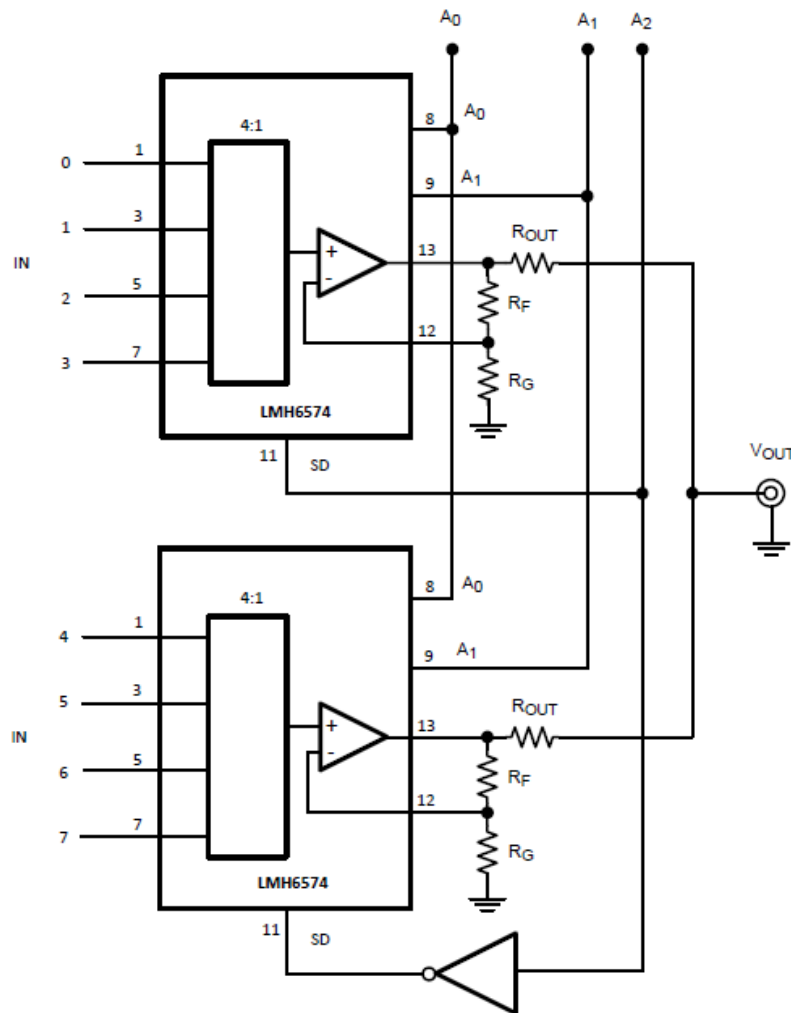 A0 A1 A2
4:1
8 A0
0 1
9 A1
1 3
ROUT
+
13
IN
-
RF
2 5
12
3 7
RG
LMH6574
11 SD
VOUT
4:1
8 A0
4 1
9 A1
5 3
ROUT
+
13
IN
-
RF
6 5
12
7 7
RG
LMH6574
11 SD